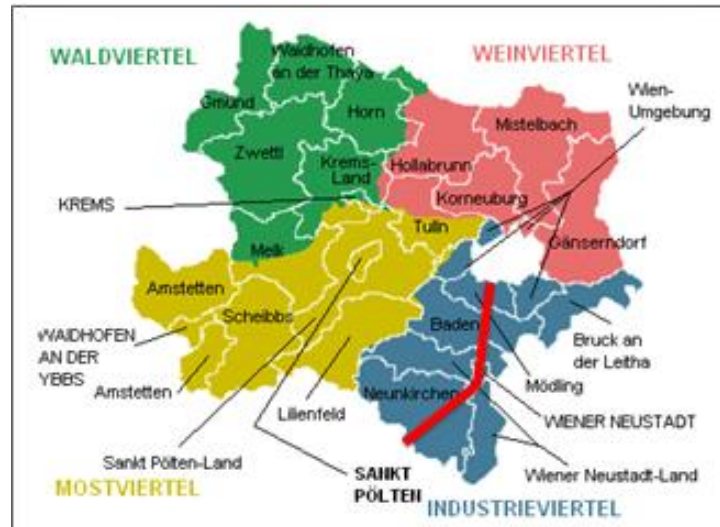 WALDVIERTEL
WEINVIERTEL
Waidhofen
an der Thaya
Wien-
Umgebung
Gmünd
Horn
Mistelbach
Zwettl
Krems-
Land
Hollabrunn
KREMS
Korneuburg
Tulln
Melk
Gänserndorf
Amstetten
Scheibbs
Baden
WAIDHOFEN
AN DER
YBBS
Bruck an
der Leitha
Amstetten
Lilienfeld
Neunkirchen
Mödling
WIENER NEUSTADT
Sankt Pölten-Land
SANKT
PÖLTEN
Wiener Neustadt-Land
MOSTVIERTEL
INDUSTRIEVIERTEL